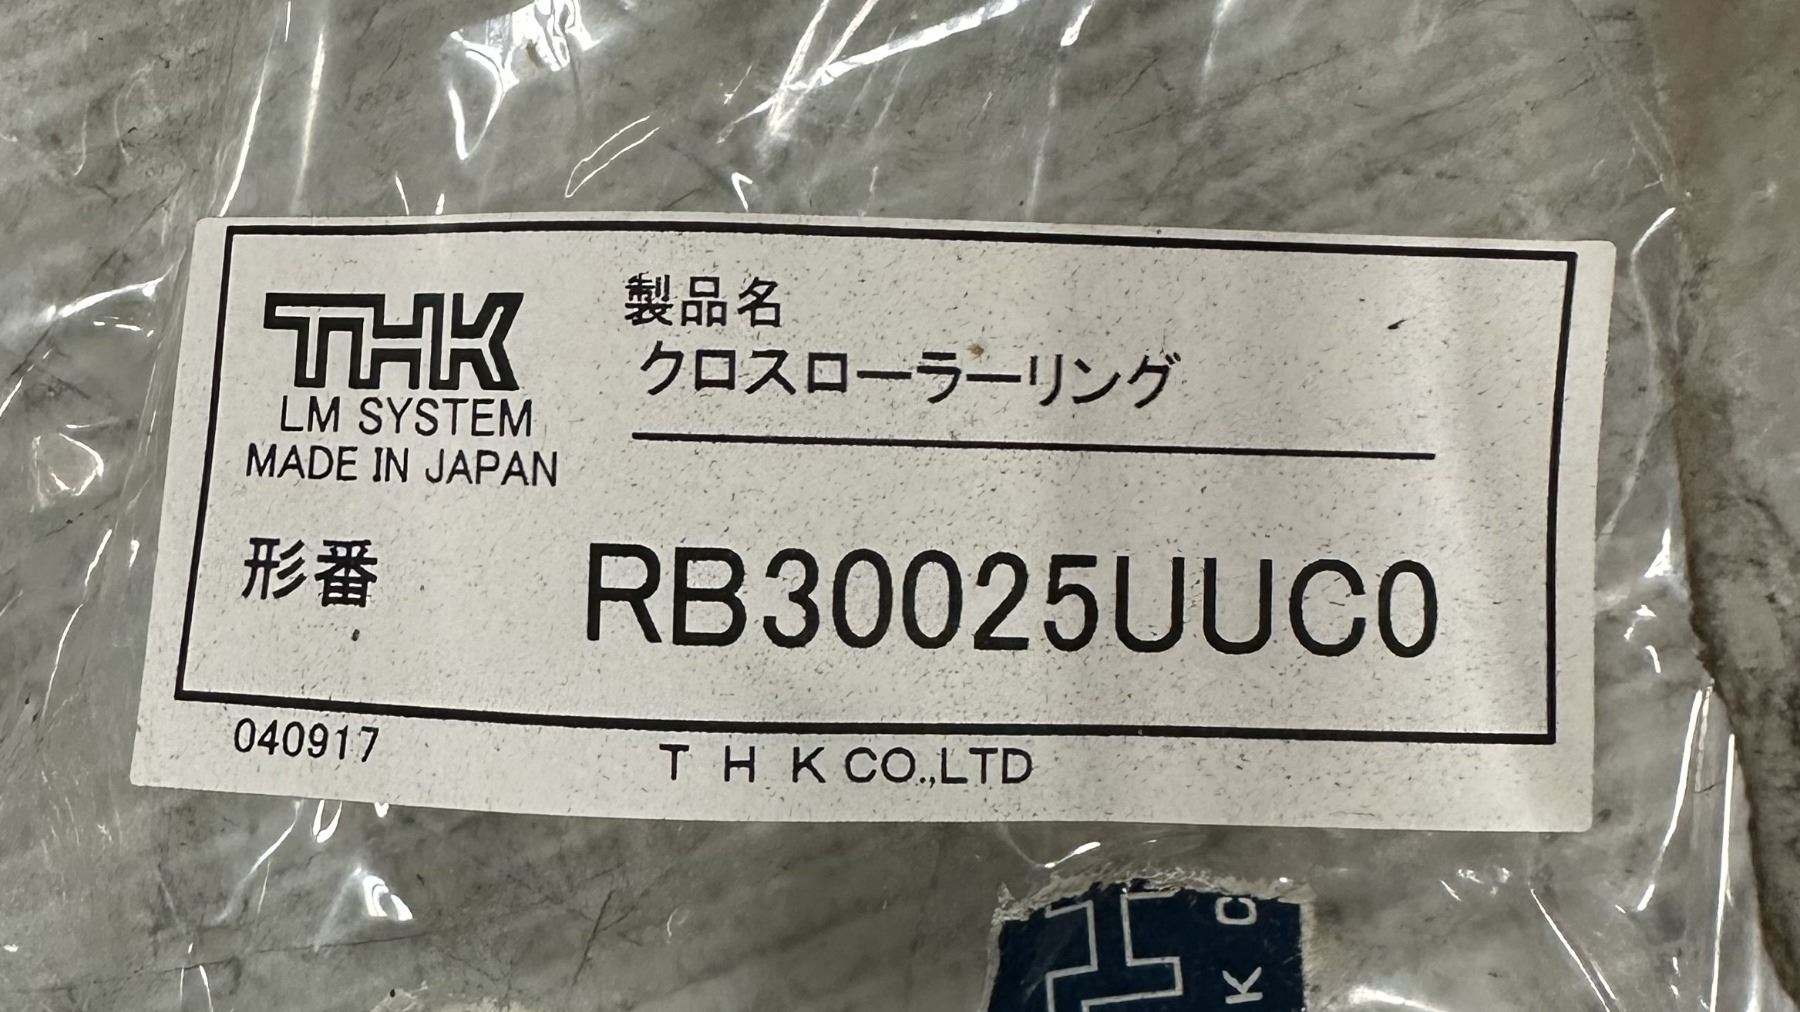 THK
LM SYSTEM
MADE IN JAPAN
製品名
クロスローラーリング
形番
RB30025UUC0
040917
T H K CO.,LTD
K C